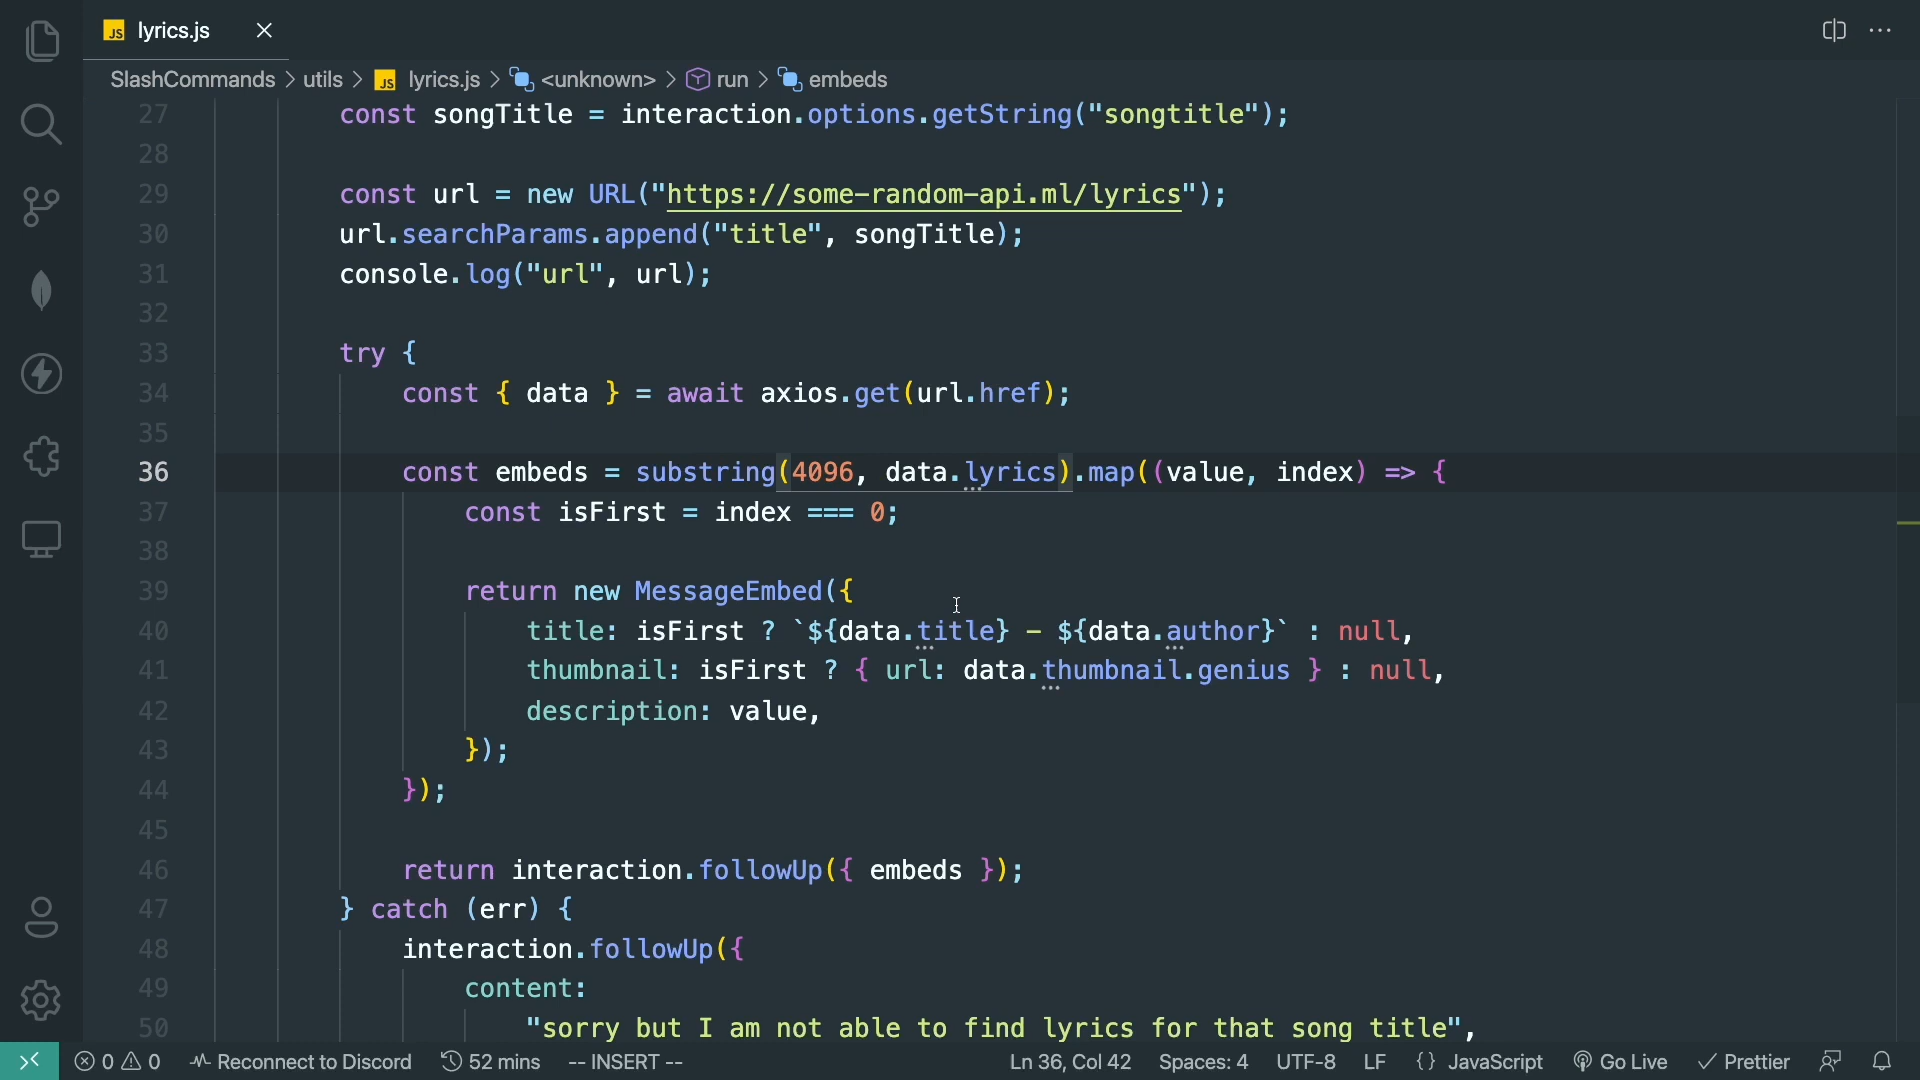 JS lyrics.js
SlashCommands > utils > JS lyrics.js > <unknown> > run > embeds
27 const songTitle = interaction.options.getString("songtitle");
28
29 const url = new URL("https://some-random-api.ml/lyrics");
30 url.searchParams.append("title", songTitle);
31 console.log("url", url);
32
33 try {
34 const { data } = await axios.get(url.href);
35
36 const embeds = substring(4096, data.lyrics).map((value, index) => {
37 const isFirst = index === 0;
38
39 return new MessageEmbed({
40 title: isFirst ? `${data.title} - ${data.author}` : null,
41 thumbnail: isFirst ? { url: data.thumbnail.genius } : null,
42 description: value,
43 });
44 });
45
46 return interaction.followUp({ embeds });
47 } catch (err) {
48 interaction.followUp({
49 content:
50 "sorry but I am not able to find lyrics for that song title",
0 0 Reconnect to Discord 52 mins -- INSERT -- Ln 36, Col 42 Spaces: 4 UTF-8 LF {} JavaScript Go Live Prettier